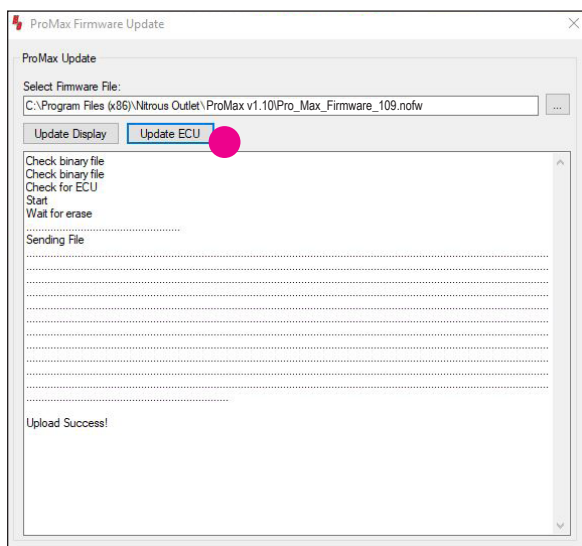 ProMax Firmware Update
ProMax Update
Select Firmware File:
C:\Program Files (x86)\Nitrous Outlet\ProMax v1.10\Pro_Max_Firmware_109.nofw
...
Update Display
Update ECU
Check binary file
Check binary file
Check for ECU
Start
Wait for erase
....................................................
Sending File
....................................................................................................................................................................................
....................................................................................................................................................................................
....................................................................................................................................................................................
....................................................................................................................................................................................
....................................................................................................................................................................................
....................................................................................................................................................................................
....................................................................................................................................................................................
....................................................................................................................................................................................
....................................................................................................................................................................................
....................................................................................................................................................................................
....................................................................................................................................................................................
.....................................................................
Upload Success!